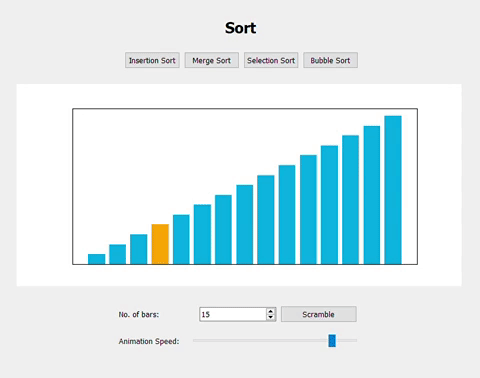 Sort
Insertion Sort Merge Sort Selection Sort Bubble Sort
No. of bars: 15 Scramble
Animation Speed: